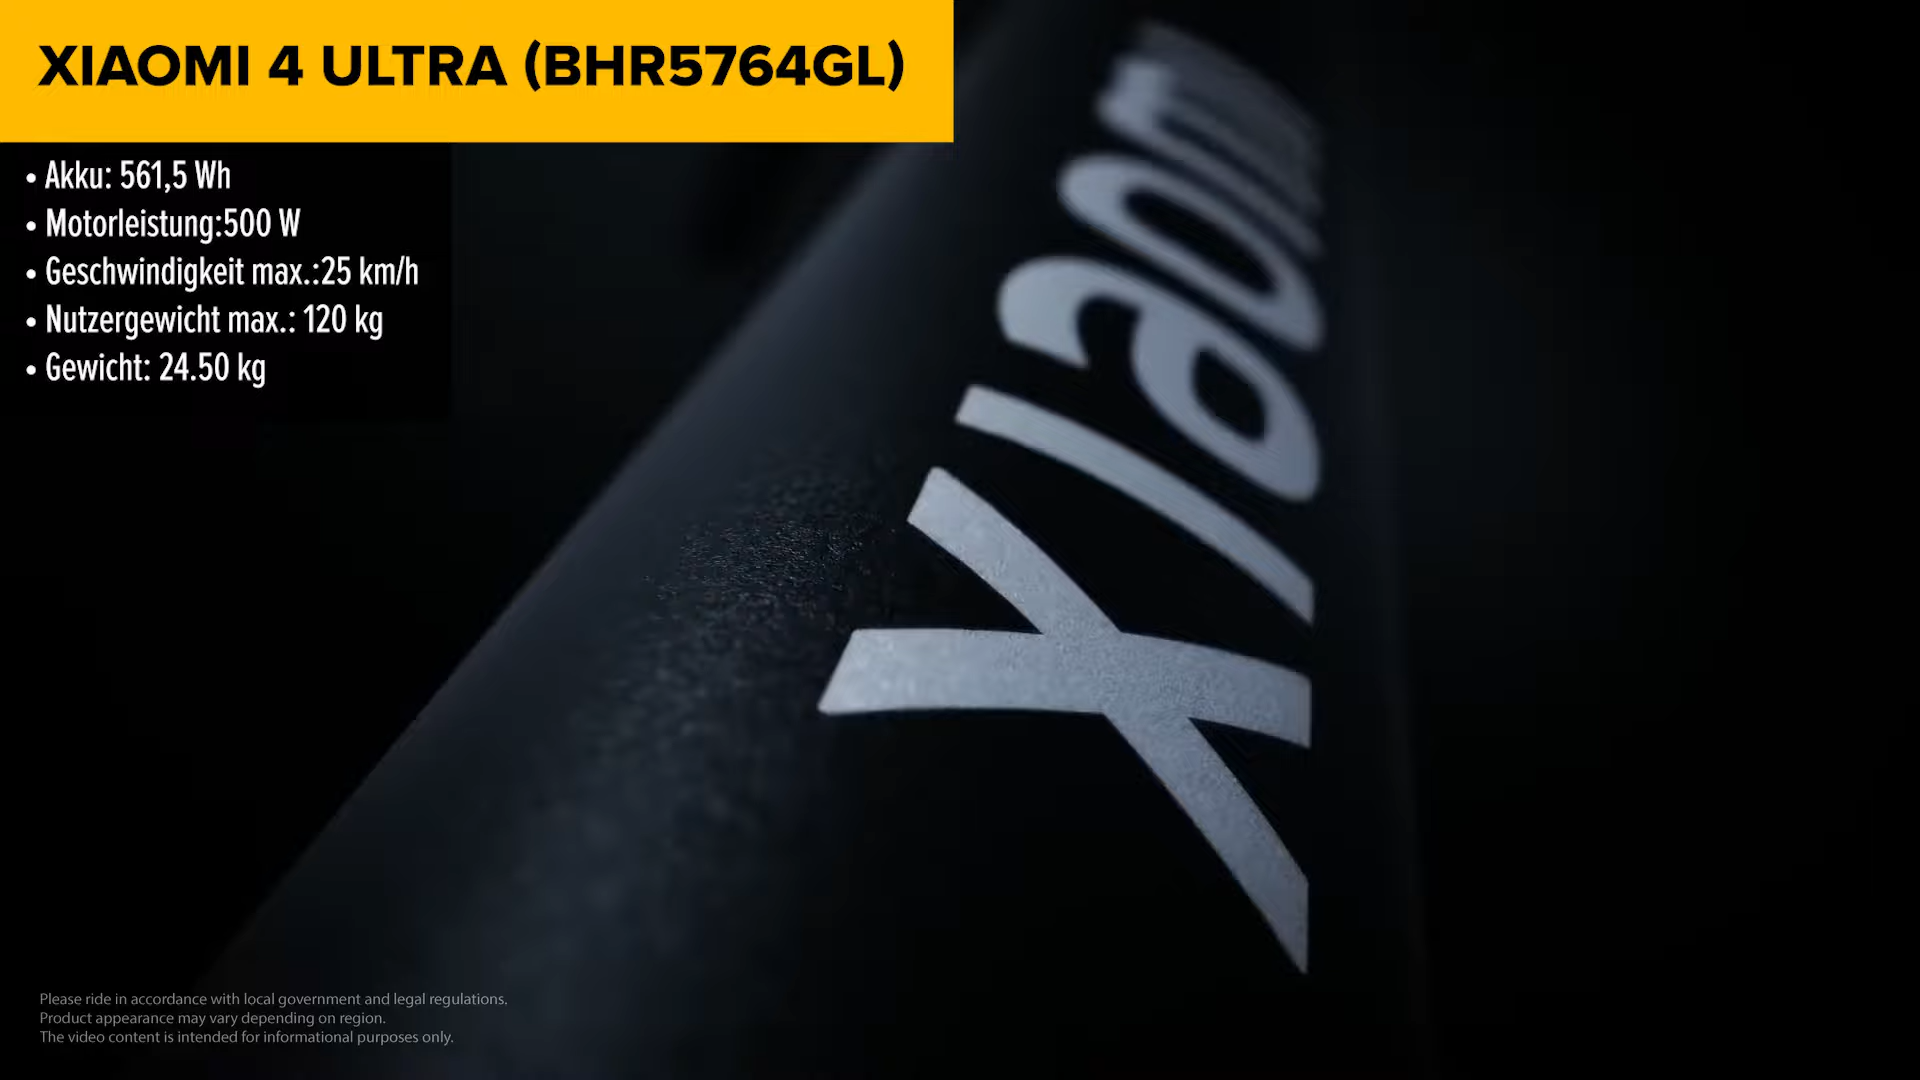 XIAOMI 4 ULTRA (BHR5764GL)
• Akku: 561,5 Wh
• Motorleistung:500 W
• Geschwindigkeit max.:25 km/h
• Nutzergewicht max.: 120 kg
• Gewicht: 24.50 kg
xiaomi
Please ride in accordance with local government and legal regulations.
Product appearance may vary depending on region.
The video content is intended for informational purposes only.